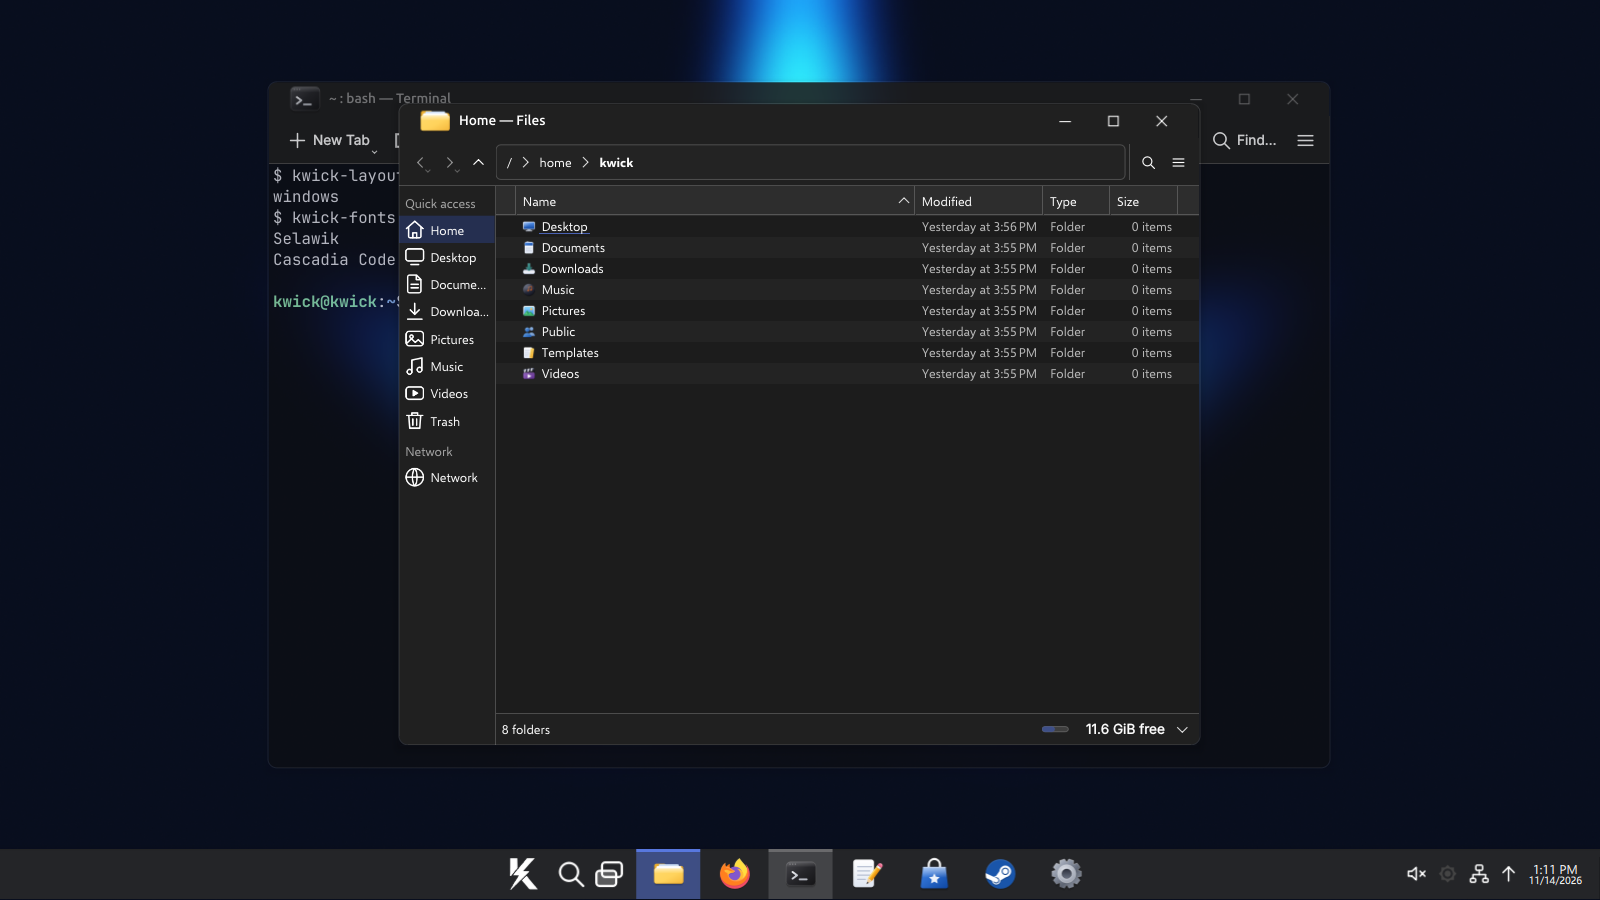 ~ : bash — Terminal
New Tab
Find...
$ kwick-layou
windows
$ kwick-fonts
Selawik
Cascadia Code
kwick@kwick:~$
Home — Files
/ > home > kwick
Quick access
Home
Desktop
Docume...
Downloa...
Pictures
Music
Videos
Trash
Network
Network
Name Modified Type Size
Desktop Yesterday at 3:56 PM Folder 0 items
Documents Yesterday at 3:55 PM Folder 0 items
Downloads Yesterday at 3:55 PM Folder 0 items
Music Yesterday at 3:55 PM Folder 0 items
Pictures Yesterday at 3:55 PM Folder 0 items
Public Yesterday at 3:55 PM Folder 0 items
Templates Yesterday at 3:55 PM Folder 0 items
Videos Yesterday at 3:55 PM Folder 0 items
8 folders
11.6 GiB free
1:11 PM
11/14/2026